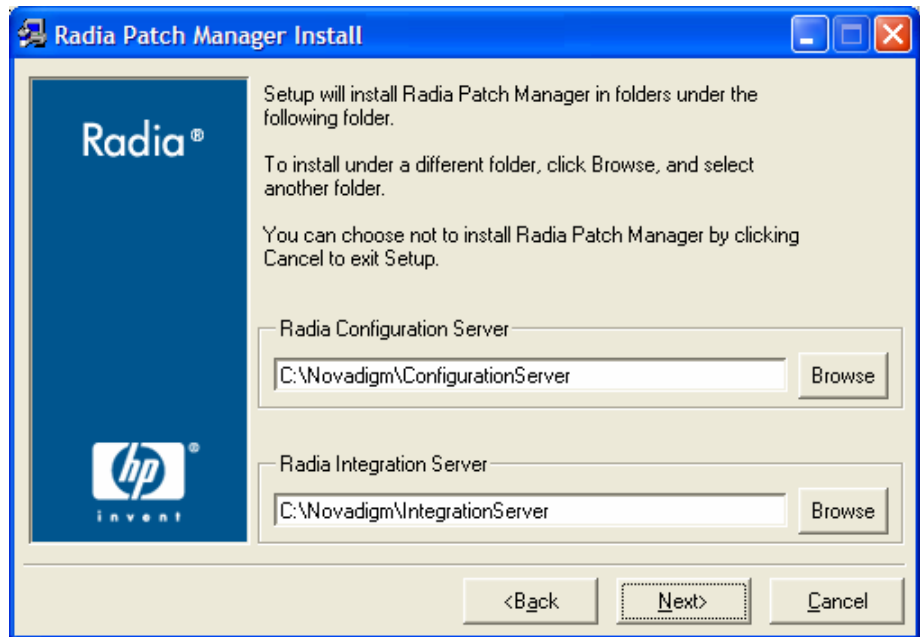 Radia Patch Manager Install
Radia®
Setup will install Radia Patch Manager in folders under the
following folder.
To install under a different folder, click Browse, and select
another folder.
You can choose not to install Radia Patch Manager by clicking
Cancel to exit Setup.
Radia Configuration Server
C:\Novadigm\ConfigurationServer
Browse
Radia Integration Server
C:\Novadigm\IntegrationServer
Browse
hp®
invent
<Back
Next>
Cancel